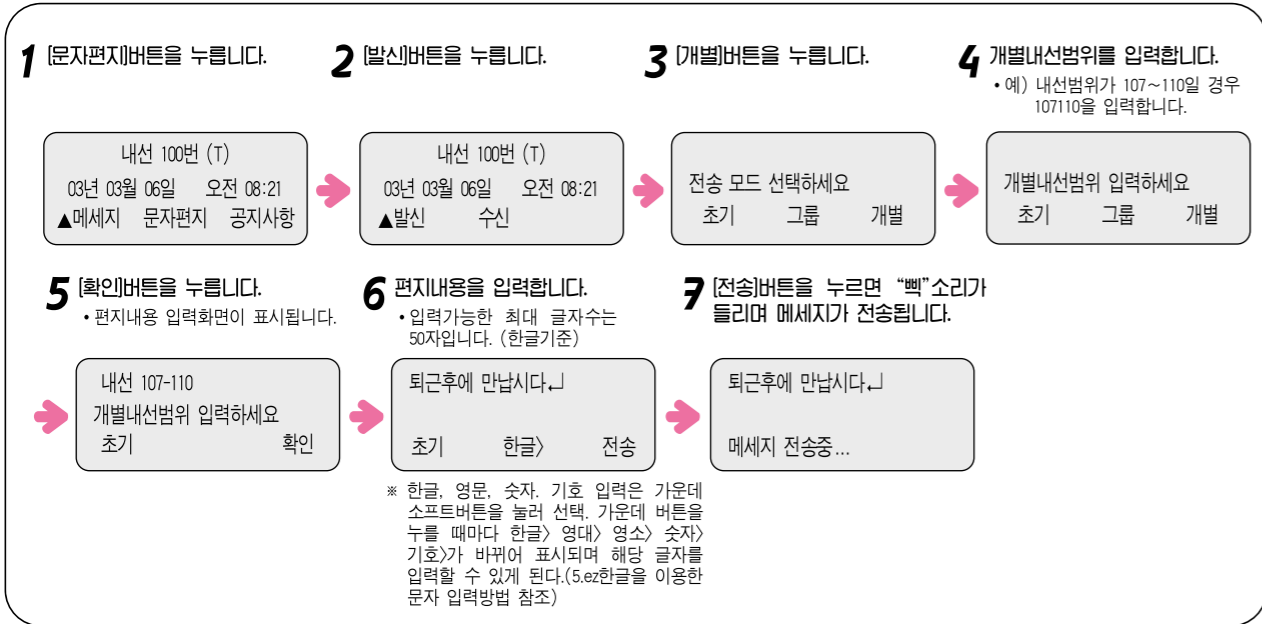 1 [문자편지]버튼을 누릅니다.
내선 100번 (T)
03년 03월 06일 오전 08:21
▲메세지 문자편지 공지사항
2 [발신]버튼을 누릅니다.
내선 100번 (T)
03년 03월 06일 오전 08:21
▲발신 수신
3 [개별]버튼을 누릅니다.
전송 모드 선택하세요
초기 그룹 개별
4 개별내선범위를 입력합니다.
• 예) 내선범위가 107~110일 경우
107110을 입력합니다.
개별내선범위 입력하세요
초기 그룹 개별
5 [확인]버튼을 누릅니다.
• 편지내용 입력화면이 표시됩니다.
내선 107-110
개별내선범위 입력하세요
초기 확인
6 편지내용을 입력합니다.
• 입력가능한 최대 글자수는
50자입니다. (한글기준)
퇴근후에 만납시다↵
초기 한글〉 전송
※ 한글, 영문, 숫자. 기호 입력은 가운데
소프트버튼을 눌러 선택. 가운데 버튼을
누를 때마다 한글〉 영대〉 영소〉 숫자〉
기호〉가 바뀌어 표시되며 해당 글자를
입력할 수 있게 된다.(5.ez한글을 이용한
문자 입력방법 참조)
7 [전송]버튼을 누르면 “삑”소리가
들리며 메세지가 전송됩니다.
퇴근후에 만납시다↵
메세지 전송중...